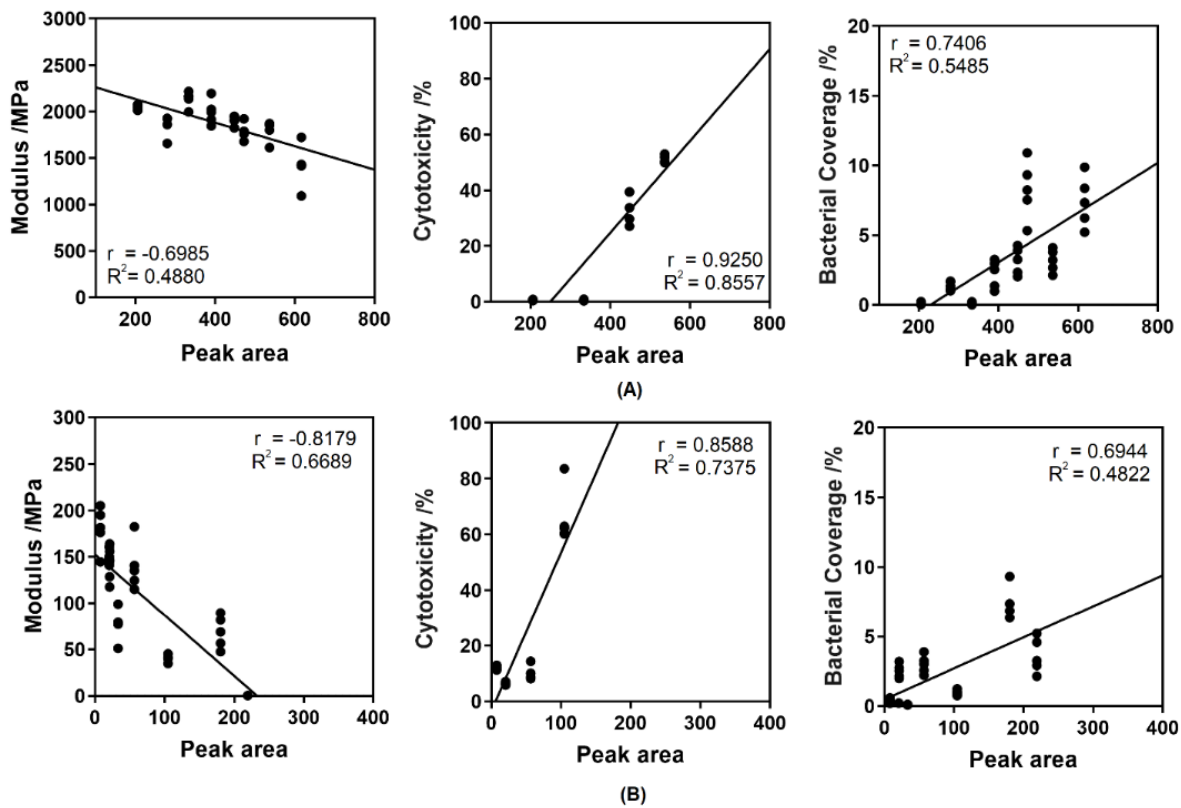 3000
2500
2000
1500
1000
500
0
200
400
600
800
Modulus /MPa
Peak area
r = -0.6985
R² = 0.4880
100
80
60
40
20
0
200
400
600
800
Cytotoxicity /%
Peak area
r = 0.9250
R² = 0.8557
20
15
10
5
0
200
400
600
800
Bacterial Coverage /%
Peak area
r = 0.7406
R² = 0.5485
(A)
300
250
200
150
100
50
0
0
100
200
300
400
Modulus /MPa
Peak area
r = -0.8179
R² = 0.6689
100
80
60
40
20
0
0
100
200
300
400
Cytotoxicity /%
Peak area
r = 0.8588
R² = 0.7375
20
15
10
5
0
0
100
200
300
400
Bacterial Coverage /%
Peak area
r = 0.6944
R² = 0.4822
(B)